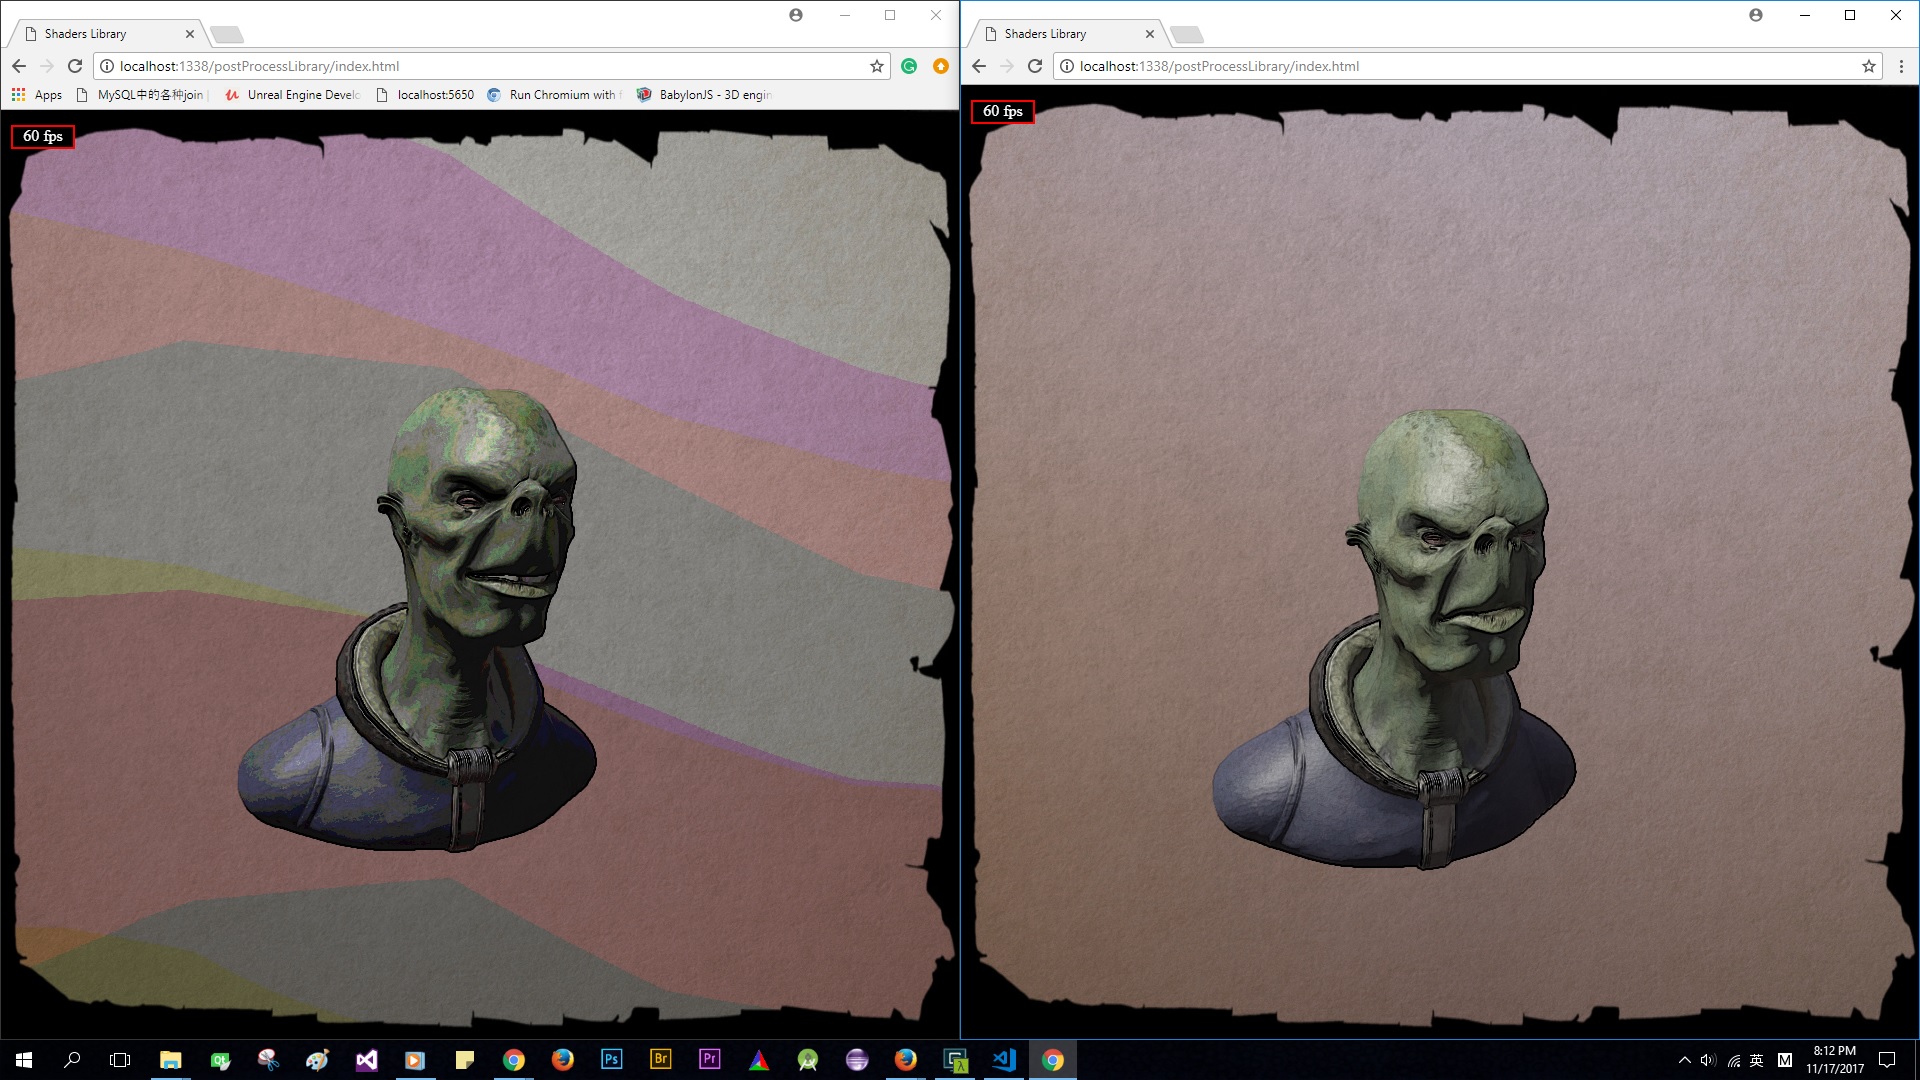 Shaders Library
localhost:1338/postProcessLibrary/index.html
Apps
MySQL中的各种join
Unreal Engine Develo
localhost:5650
Run Chromium with f
BabylonJS - 3D engin
60 fps
Shaders Library
localhost:1338/postProcessLibrary/index.html
60 fps
Qt
Ps
Br
Pr
英
M
8:12 PM
11/17/2017